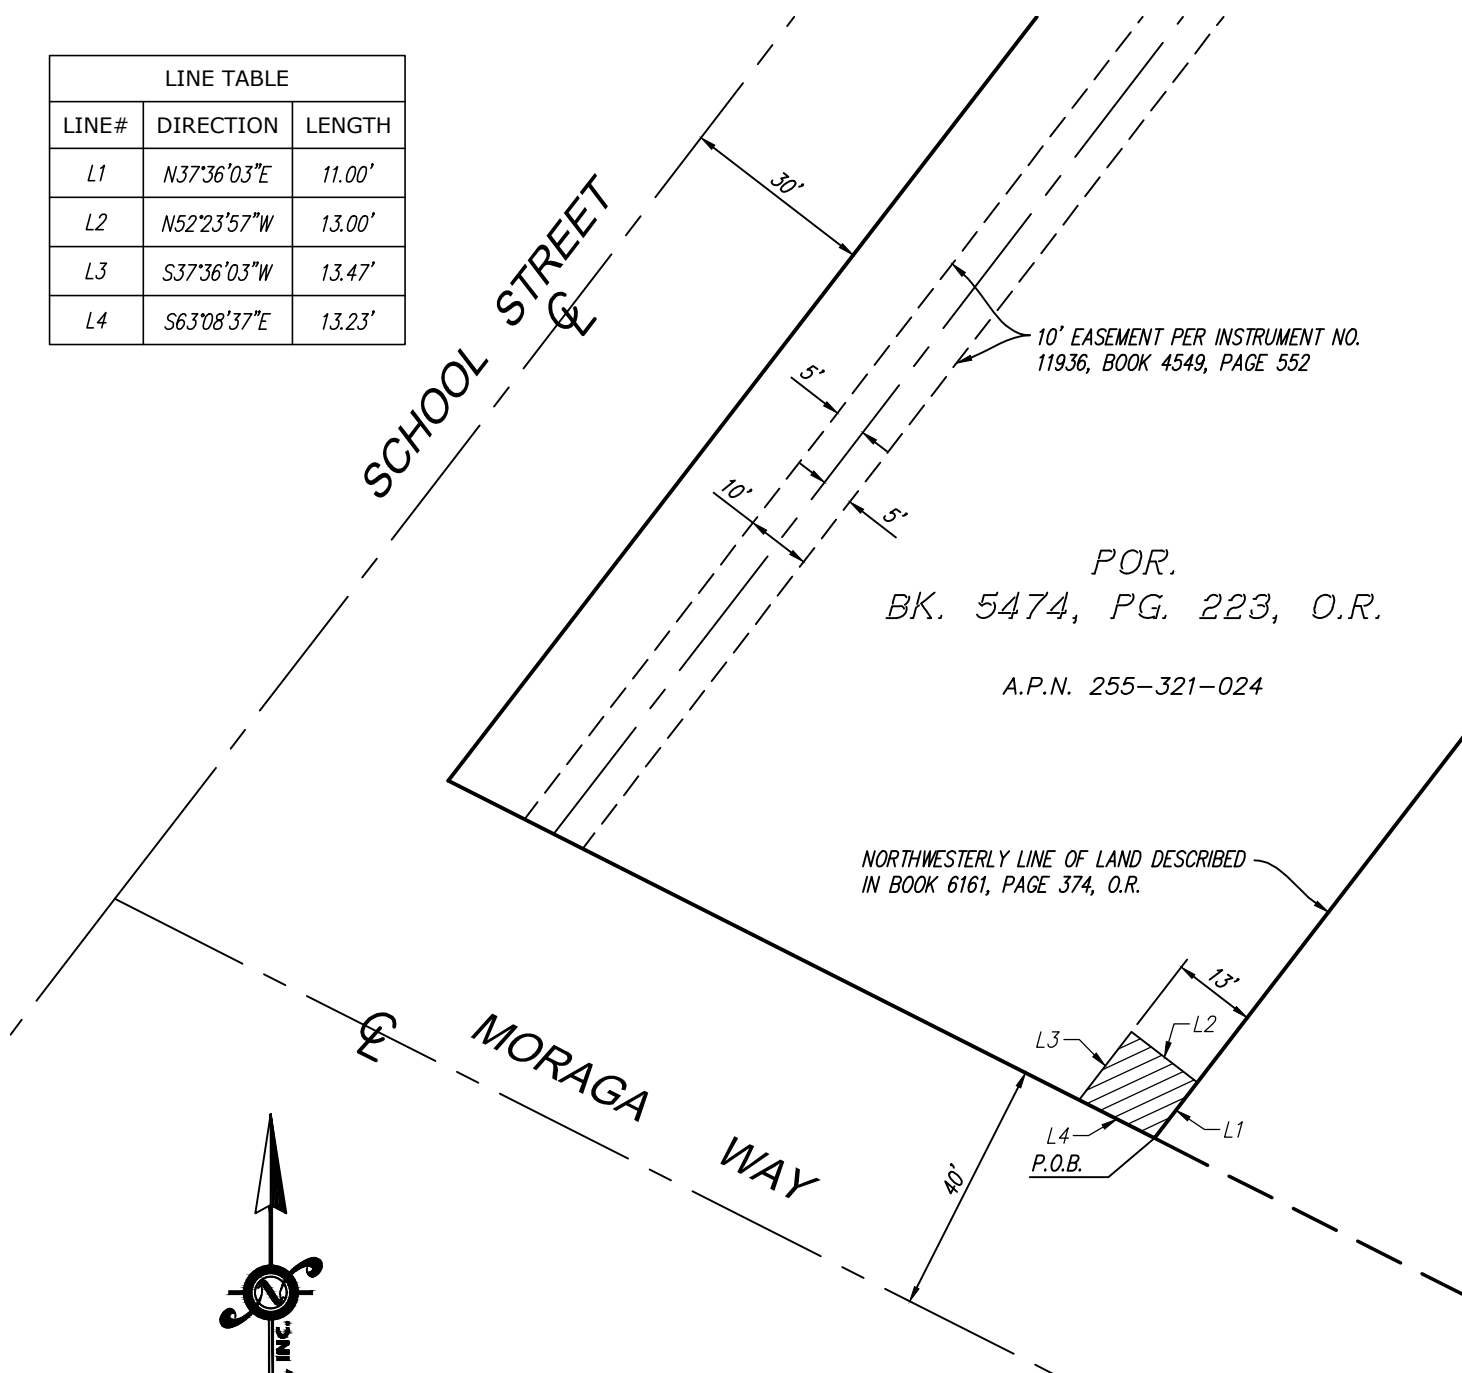 LINE TABLE
LINE# DIRECTION LENGTH
L1 N37°36'03"E 11.00'
L2 N52°23'57"W 13.00'
L3 S37°36'03"W 13.47'
L4 S63°08'37"E 13.23'
SCHOOL STREET
℄
30'
10' EASEMENT PER INSTRUMENT NO.
11936, BOOK 4549, PAGE 552
5'
10'
5'
POR.
BK. 5474, PG. 223, O.R.
A.P.N. 255-321-024
NORTHWESTERLY LINE OF LAND DESCRIBED
IN BOOK 6161, PAGE 374, O.R.
13'
L2
L3
L1
L4
P.O.B.
℄
MORAGA WAY
40'
N
, INC.